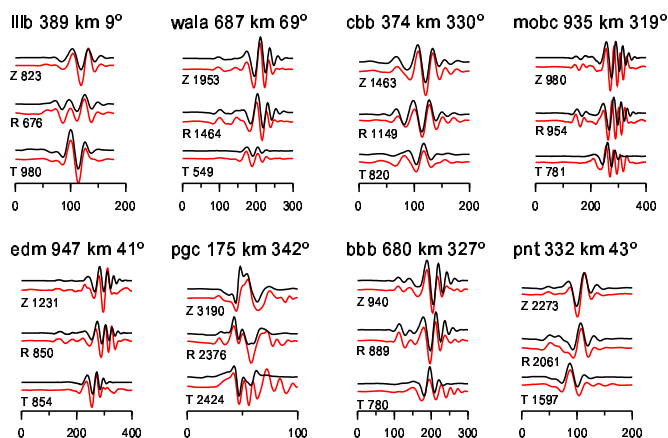 lllb 389 km 9°
Z 823
R 676
T 980
0 100 200
wala 687 km 69°
Z 1953
R 1464
T 549
0 100 200 300
cbb 374 km 330°
Z 1463
R 1149
T 820
0 100 200
mobc 935 km 319°
Z 980
R 954
T 781
0 200 400
edm 947 km 41°
Z 1231
R 850
T 854
0 200 400
pgc 175 km 342°
Z 3190
R 2376
T 2424
0 100
bbb 680 km 327°
Z 940
R 889
T 780
0 100 200 300
pnt 332 km 43°
Z 2273
R 2061
T 1597
0 100 200